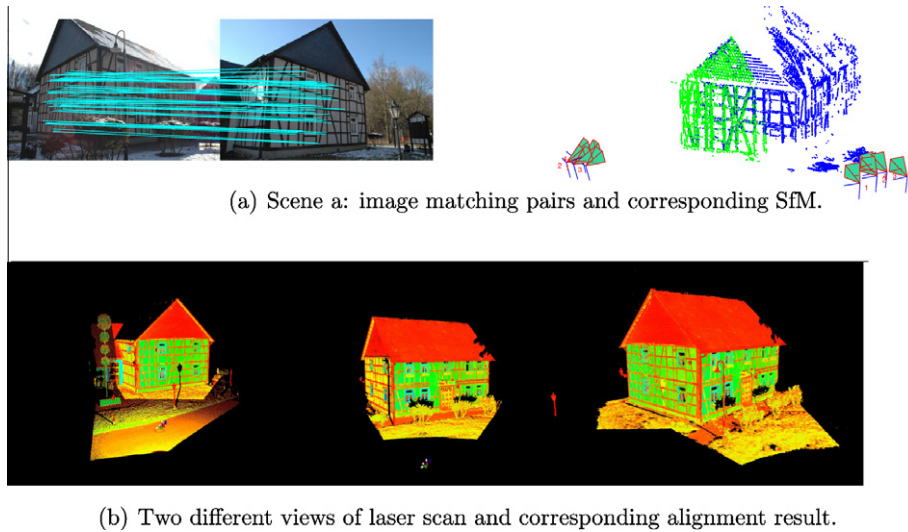 (a) Scene a: image matching pairs and corresponding SfM.
(b) Two different views of laser scan and corresponding alignment result.